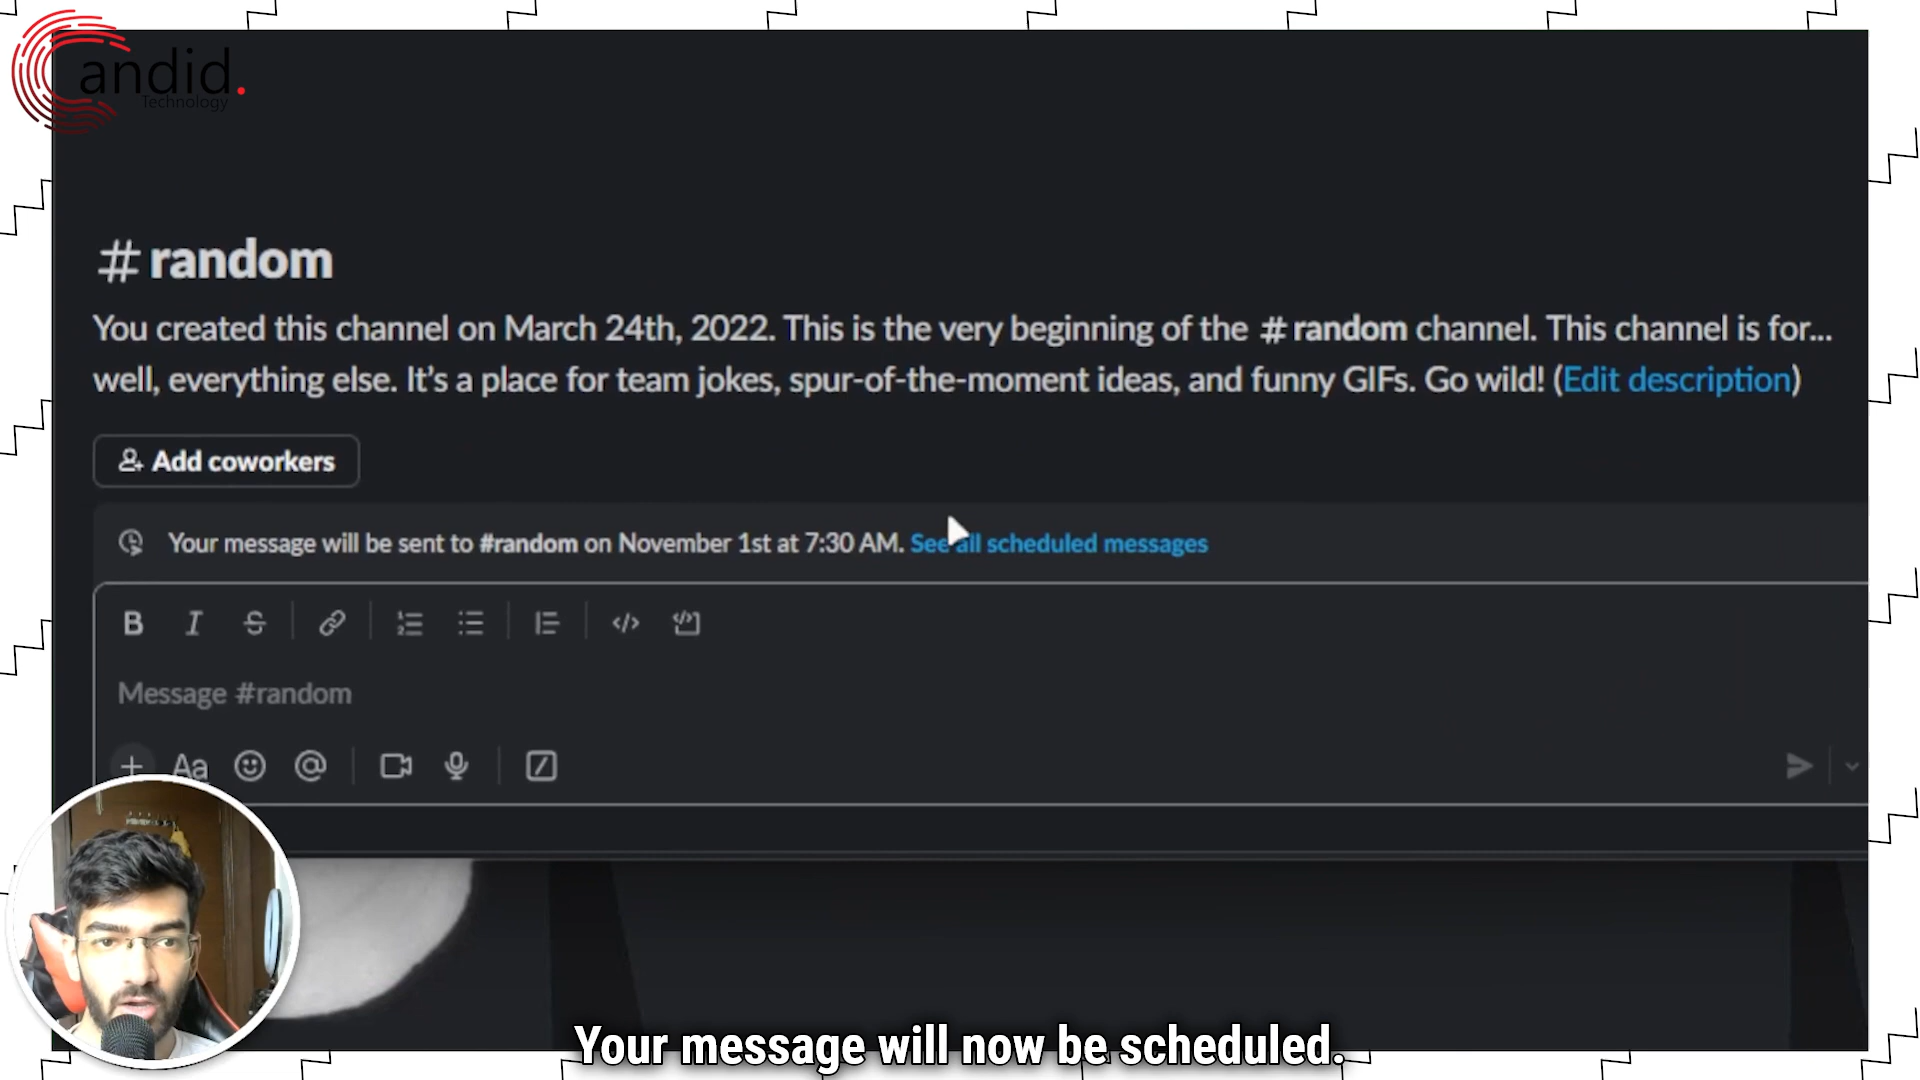 andid.
Technology
# random
You created this channel on March 24th, 2022. This is the very beginning of the # random channel. This channel is for...
well, everything else. It's a place for team jokes, spur-of-the-moment ideas, and funny GIFs. Go wild! (Edit description)
Add coworkers
Your message will be sent to #random on November 1st at 7:30 AM. See all scheduled messages
B I S
Message #random
+ Aa @
Your message will now be scheduled.